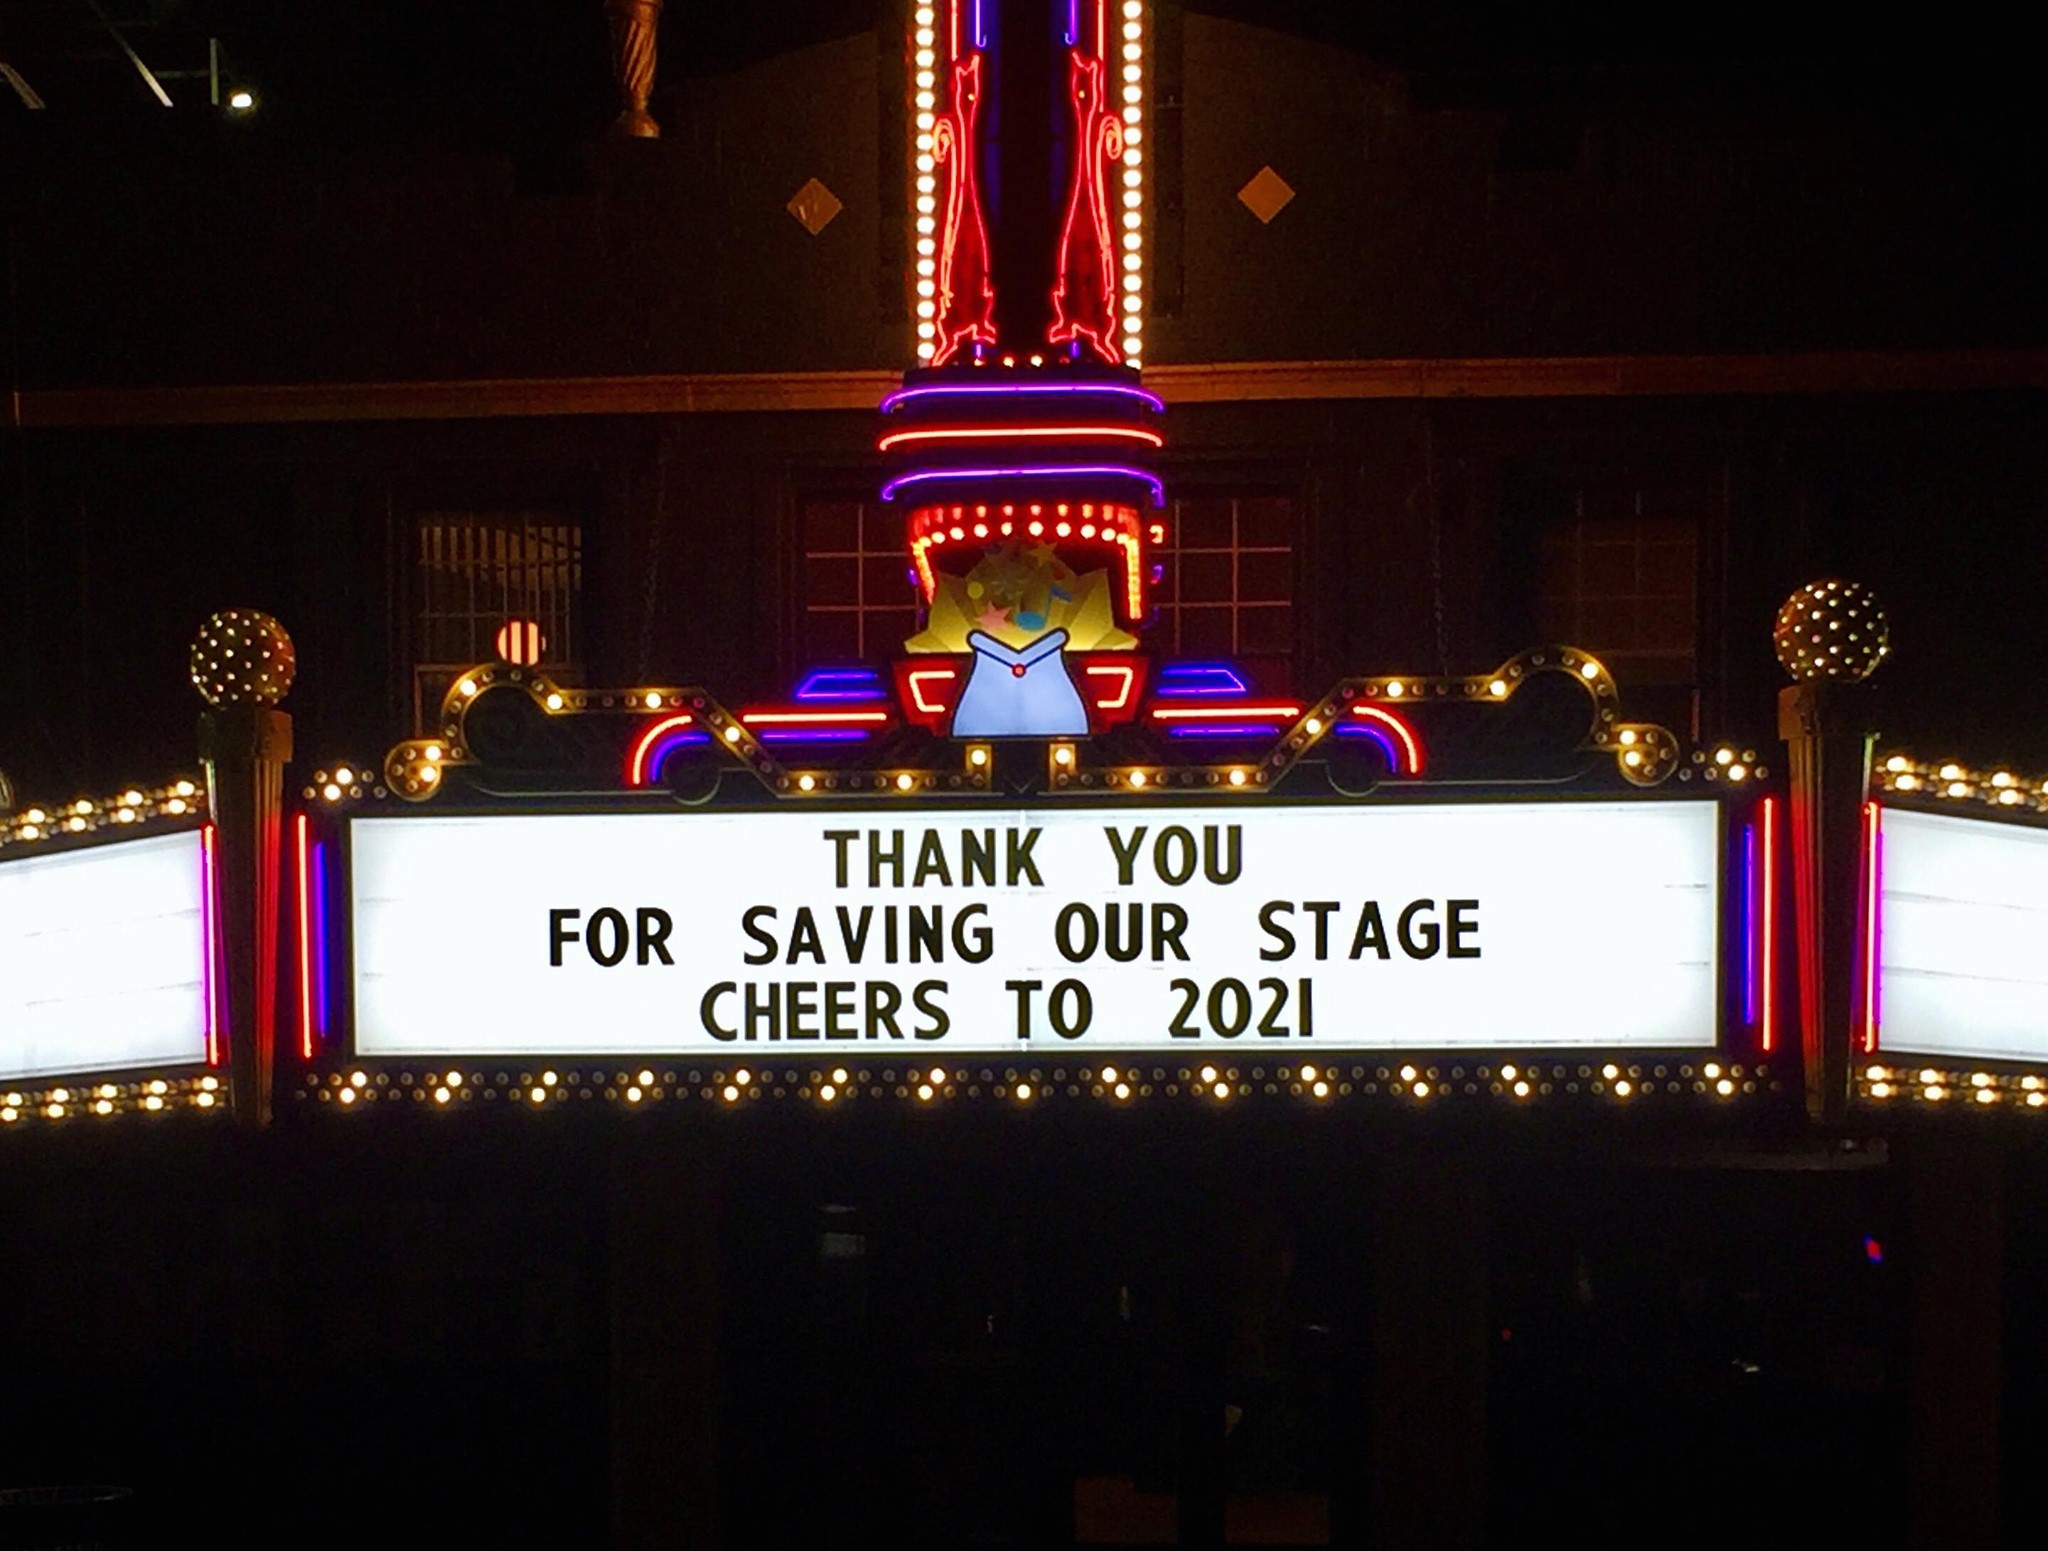 THANK YOU
FOR SAVING OUR STAGE
CHEERS TO 2021